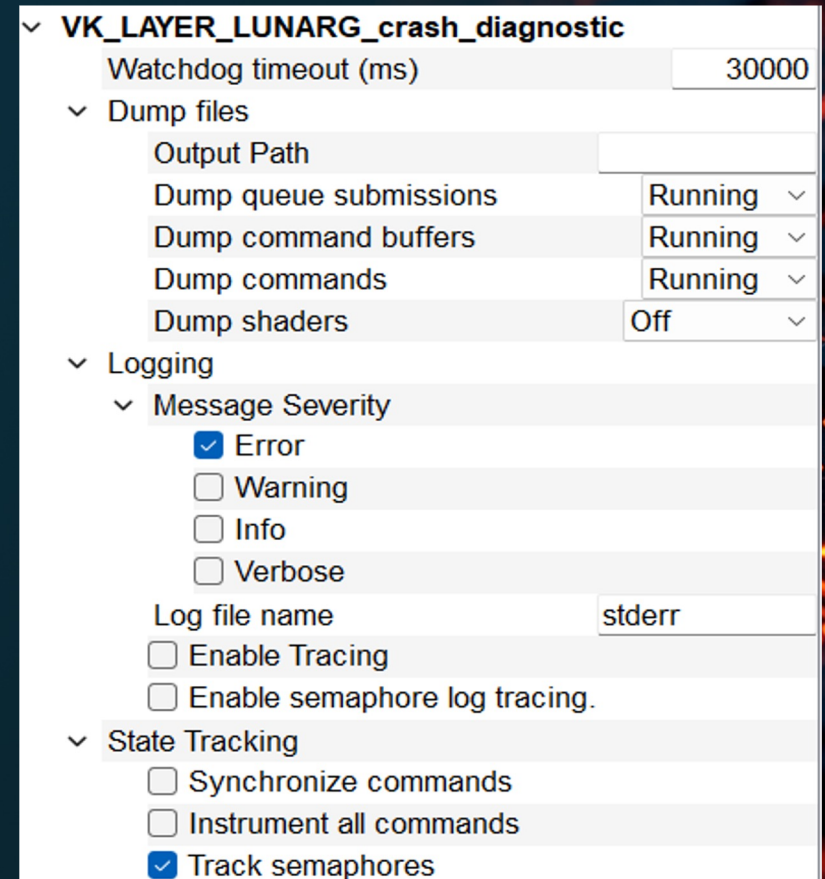 VK_LAYER_LUNARG_crash_diagnostic
Watchdog timeout (ms) 30000
Dump files
Output Path
Dump queue submissions Running
Dump command buffers Running
Dump commands Running
Dump shaders Off
Logging
Message Severity
Error
Warning
Info
Verbose
Log file name stderr
Enable Tracing
Enable semaphore log tracing.
State Tracking
Synchronize commands
Instrument all commands
Track semaphores